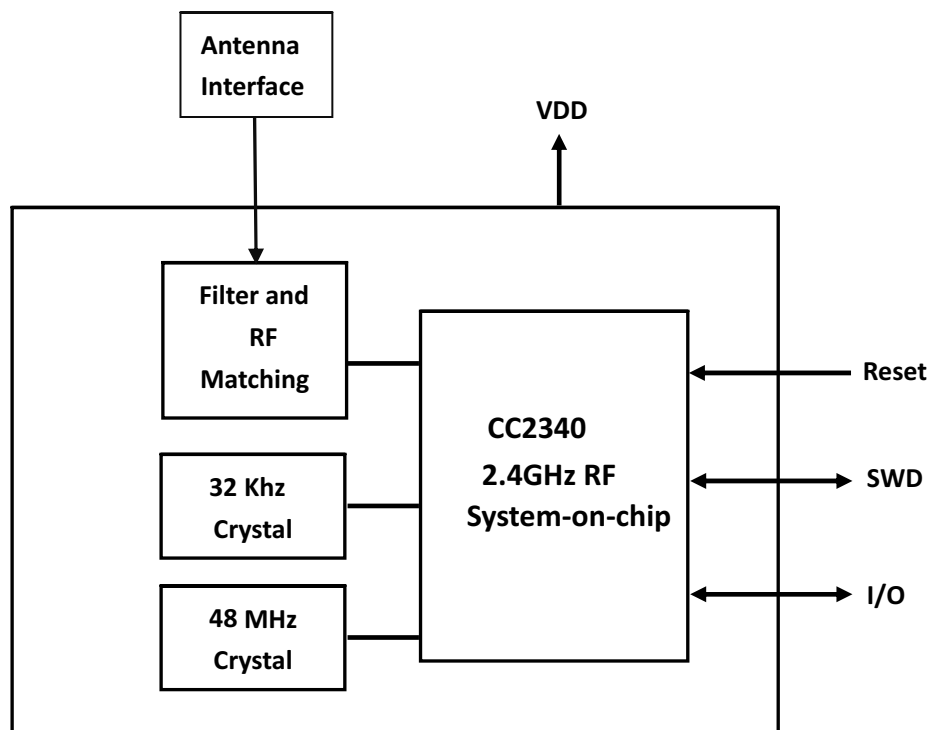 Antenna
Interface
VDD
Filter and
RF
Matching
Reset
CC2340
2.4GHz RF
System-on-chip
32 Khz
Crystal
SWD
48 MHz
Crystal
I/O